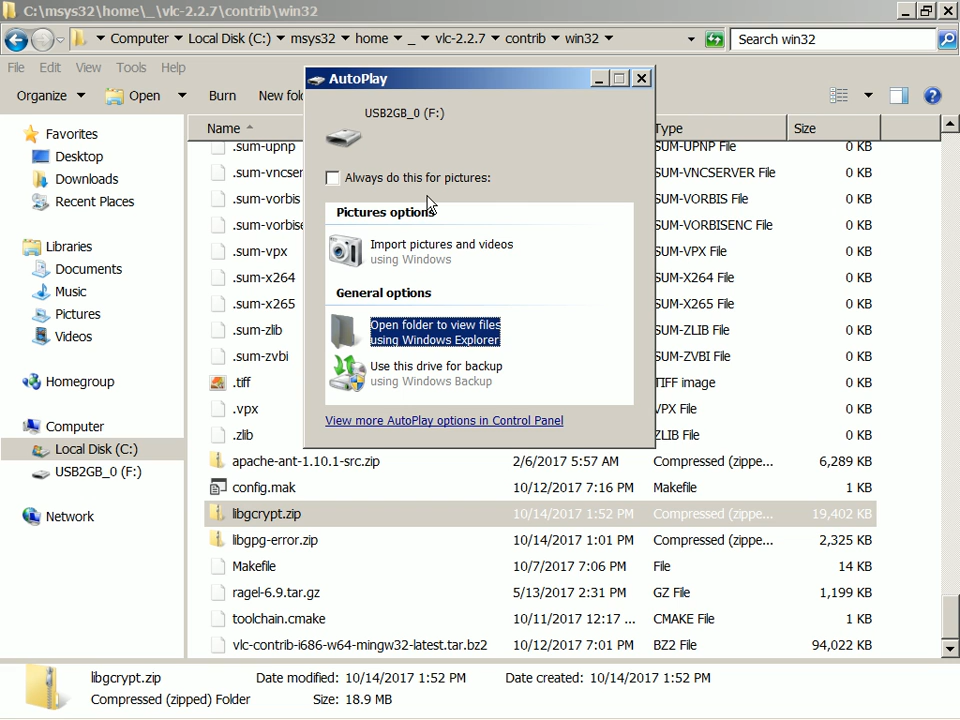 C:\msys32\home\_\vlc-2.2.7\contrib\win32
Computer Local Disk (C:) msys32 home _ vlc-2.2.7 contrib win32 Search win32
File Edit View Tools Help
Organize Open Burn New fol
AutoPlay
USB2GB_0 (F:)
Always do this for pictures:
Pictures options
Import pictures and videos
using Windows
General options
Open folder to view files
using Windows Explorer
Use this drive for backup
using Windows Backup
View more AutoPlay options in Control Panel
Favorites
Desktop
Downloads
Recent Places
Libraries
Documents
Music
Pictures
Videos
Homegroup
Computer
Local Disk (C:)
USB2GB_0 (F:)
Network
Name Type Size
.sum-upnp SUM-UPNP File 0 KB
.sum-vncser SUM-VNCSERVER File 0 KB
.sum-vorbis SUM-VORBIS File 0 KB
.sum-vorbise SUM-VORBISENC File 0 KB
.sum-vpx SUM-VPX File 0 KB
.sum-x264 SUM-X264 File 0 KB
.sum-x265 SUM-X265 File 0 KB
.sum-zlib SUM-ZLIB File 0 KB
.sum-zvbi SUM-ZVBI File 0 KB
.tiff TIFF image 0 KB
.vpx VPX File 0 KB
.zlib ZLIB File 0 KB
apache-ant-1.10.1-src.zip 2/6/2017 5:57 AM Compressed (zippe... 6,289 KB
config.mak 10/12/2017 7:16 PM Makefile 1 KB
libgcrypt.zip 10/14/2017 1:52 PM Compressed (zippe... 19,402 KB
libgpg-error.zip 10/14/2017 1:01 PM Compressed (zippe... 2,325 KB
Makefile 10/7/2017 7:06 PM File 14 KB
ragel-6.9.tar.gz 5/13/2017 2:31 PM GZ File 1,199 KB
toolchain.cmake 10/11/2017 12:17 ... CMAKE File 1 KB
vlc-contrib-i686-w64-mingw32-latest.tar.bz2 10/12/2017 7:01 PM BZ2 File 94,022 KB
libgcrypt.zip Date modified: 10/14/2017 1:52 PM Date created: 10/14/2017 1:52 PM
Compressed (zipped) Folder Size: 18.9 MB